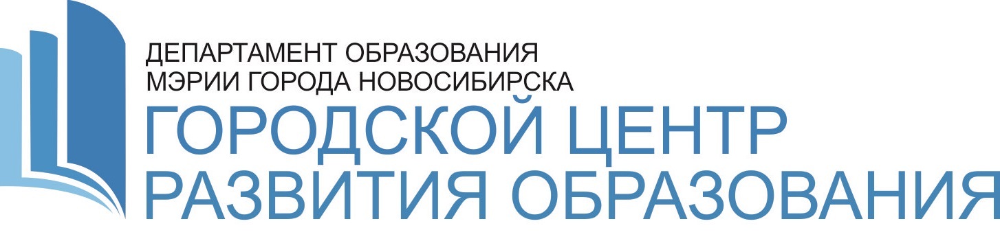 ДЕПАРТАМЕНТ ОБРАЗОВАНИЯ
МЭРИИ ГОРОДА НОВОСИБИРСКА
ГОРОДСКОЙ ЦЕНТР
РАЗВИТИЯ ОБРАЗОВАНИЯ